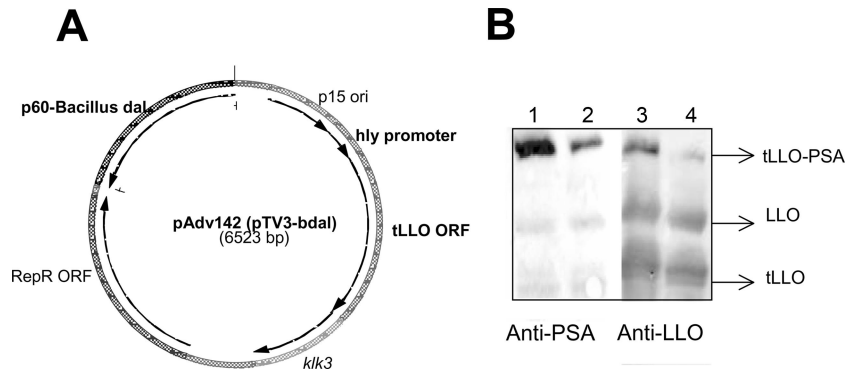 A
B
p15 ori
p60-Bacillus dal
hly promoter
pAdv142 (pTV3-bdal)
(6523 bp)
tLLO ORF
RepR ORF
klk3
1 2 3 4
tLLO-PSA
LLO
tLLO
Anti-PSA Anti-LLO